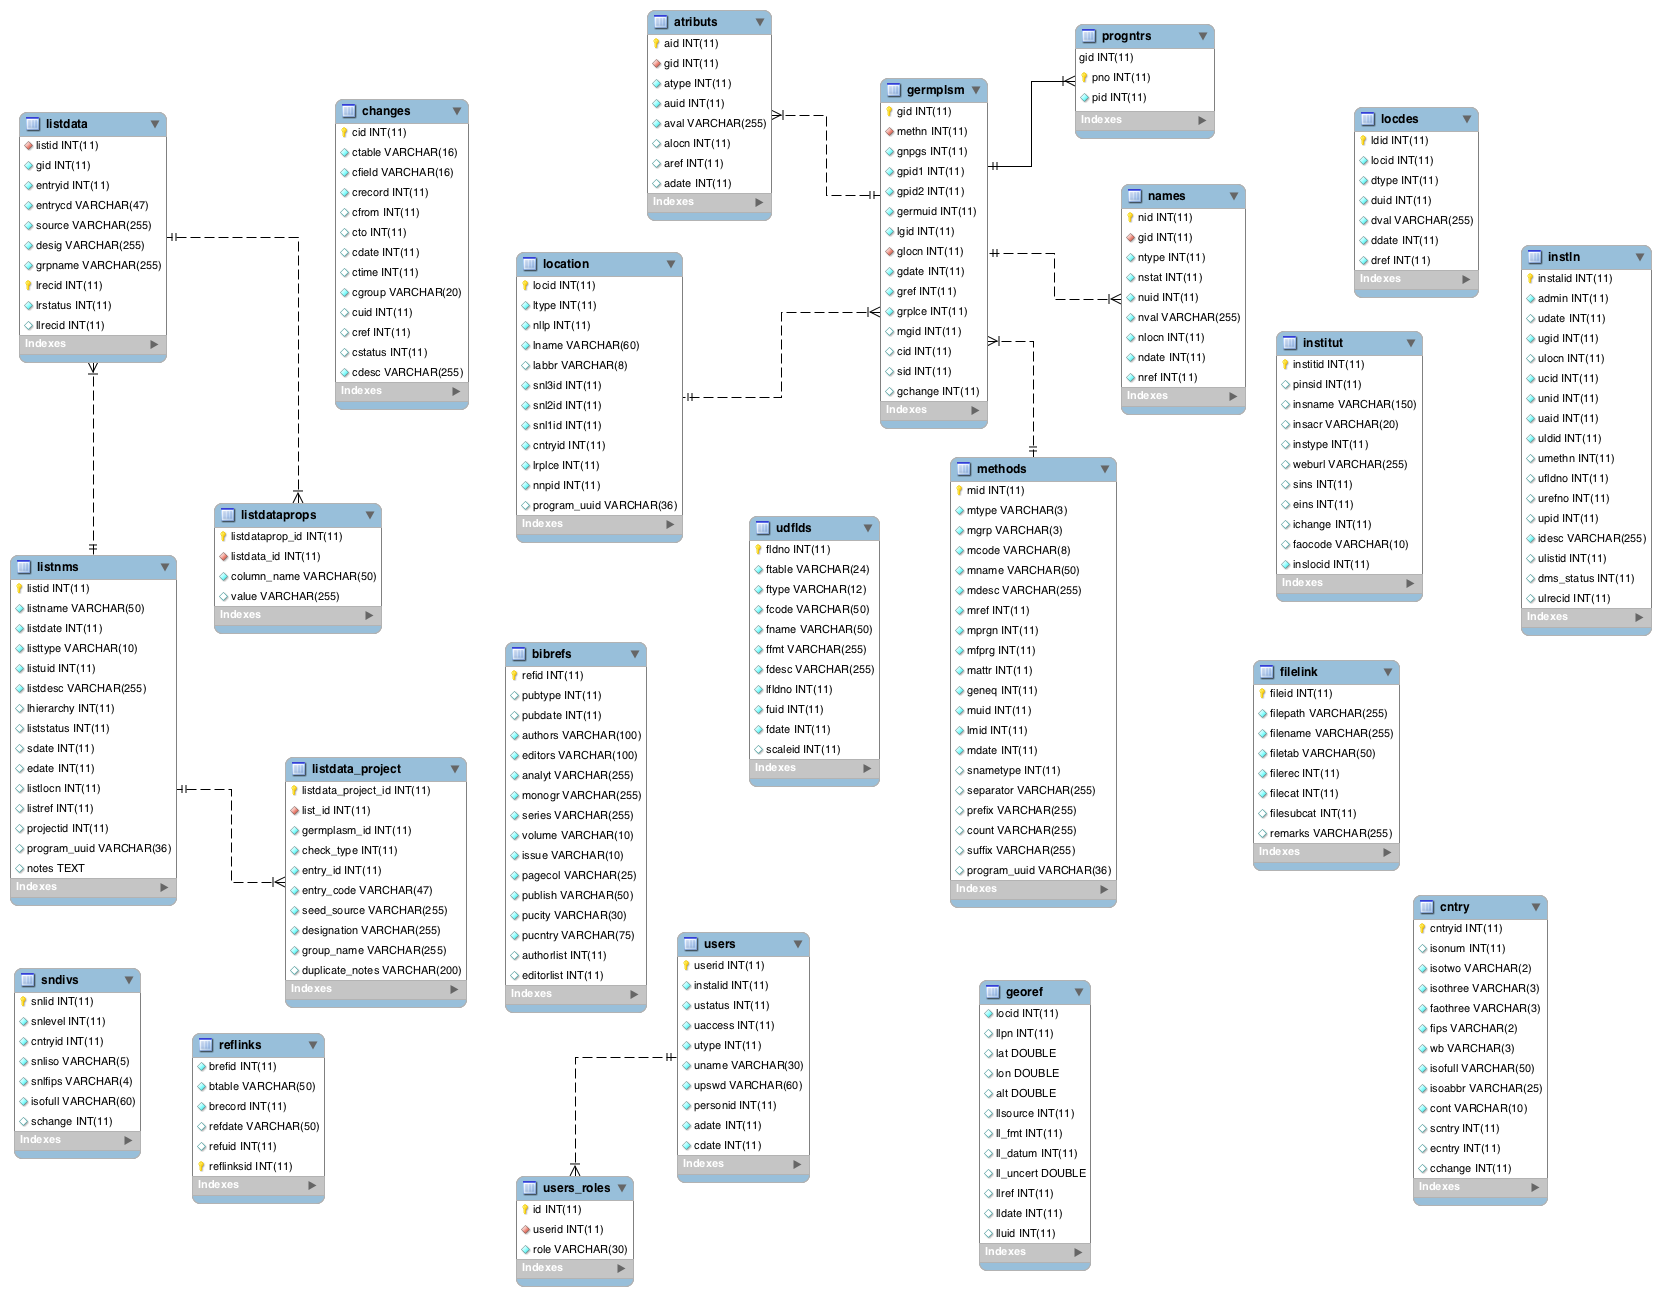 atributs
aid INT(11)
gid INT(11)
atype INT(11)
auid INT(11)
aval VARCHAR(255)
alocn INT(11)
aref INT(11)
adate INT(11)
Indexes
progntrs
gid INT(11)
pno INT(11)
pid INT(11)
Indexes
germplsm
gid INT(11)
methn INT(11)
gnpgs INT(11)
gpid1 INT(11)
gpid2 INT(11)
germuid INT(11)
lgid INT(11)
glocn INT(11)
gdate INT(11)
gref INT(11)
grplce INT(11)
mgid INT(11)
cid INT(11)
sid INT(11)
gchange INT(11)
Indexes
changes
cid INT(11)
ctable VARCHAR(16)
cfield VARCHAR(16)
crecord INT(11)
cfrom INT(11)
cto INT(11)
cdate INT(11)
ctime INT(11)
cgroup VARCHAR(20)
cuid INT(11)
cref INT(11)
cstatus INT(11)
cdesc VARCHAR(255)
Indexes
listdata
listid INT(11)
gid INT(11)
entryid INT(11)
entrycd VARCHAR(47)
source VARCHAR(255)
desig VARCHAR(255)
grpname VARCHAR(255)
lrecid INT(11)
lrstatus INT(11)
llrecid INT(11)
Indexes
locdes
ldid INT(11)
locid INT(11)
dtype INT(11)
duid INT(11)
dval VARCHAR(255)
ddate INT(11)
dref INT(11)
Indexes
names
nid INT(11)
gid INT(11)
ntype INT(11)
nstat INT(11)
nuid INT(11)
nval VARCHAR(255)
nlocn INT(11)
ndate INT(11)
nref INT(11)
Indexes
instln
instalid INT(11)
admin INT(11)
udate INT(11)
ugid INT(11)
ulocn INT(11)
ucid INT(11)
unid INT(11)
uaid INT(11)
uldid INT(11)
umethn INT(11)
ufldno INT(11)
urefno INT(11)
upid INT(11)
idesc VARCHAR(255)
ulistid INT(11)
dms_status INT(11)
ulrecid INT(11)
Indexes
location
locid INT(11)
ltype INT(11)
nllp INT(11)
lname VARCHAR(60)
labbr VARCHAR(8)
snl3id INT(11)
snl2id INT(11)
snl1id INT(11)
cntryid INT(11)
lrplce INT(11)
nnpid INT(11)
program_uuid VARCHAR(36)
Indexes
institut
institid INT(11)
pinsid INT(11)
insname VARCHAR(150)
insacr VARCHAR(20)
instype INT(11)
weburl VARCHAR(255)
sins INT(11)
eins INT(11)
ichange INT(11)
faocode VARCHAR(10)
inslocid INT(11)
Indexes
methods
mid INT(11)
mtype VARCHAR(3)
mgrp VARCHAR(3)
mcode VARCHAR(8)
mname VARCHAR(50)
mdesc VARCHAR(255)
mref INT(11)
mprgn INT(11)
mfprg INT(11)
mattr INT(11)
geneq INT(11)
muid INT(11)
lmid INT(11)
mdate INT(11)
snametype INT(11)
separator VARCHAR(255)
prefix VARCHAR(255)
count VARCHAR(255)
suffix VARCHAR(255)
program_uuid VARCHAR(36)
Indexes
listdataprops
listdataprop_id INT(11)
listdata_id INT(11)
column_name VARCHAR(50)
value VARCHAR(255)
Indexes
udflds
fldno INT(11)
ftable VARCHAR(24)
ftype VARCHAR(12)
fcode VARCHAR(50)
fname VARCHAR(50)
ffmt VARCHAR(255)
fdesc VARCHAR(255)
lfldno INT(11)
fuid INT(11)
fdate INT(11)
scaleid INT(11)
Indexes
listnms
listid INT(11)
listname VARCHAR(50)
listdate INT(11)
listtype VARCHAR(10)
listuid INT(11)
listdesc VARCHAR(255)
lhierarchy INT(11)
liststatus INT(11)
sdate INT(11)
edate INT(11)
listlocn INT(11)
listref INT(11)
projectid INT(11)
program_uuid VARCHAR(36)
notes TEXT
Indexes
bibrefs
refid INT(11)
pubtype INT(11)
pubdate INT(11)
authors VARCHAR(100)
editors VARCHAR(100)
analyt VARCHAR(255)
monogr VARCHAR(255)
series VARCHAR(255)
volume VARCHAR(10)
issue VARCHAR(10)
pagecol VARCHAR(25)
publish VARCHAR(50)
pucity VARCHAR(30)
pucntry VARCHAR(75)
authorlist INT(11)
editorlist INT(11)
Indexes
filelink
fileid INT(11)
filepath VARCHAR(255)
filename VARCHAR(255)
filetab VARCHAR(50)
filerec INT(11)
filecat INT(11)
filesubcat INT(11)
remarks VARCHAR(255)
Indexes
listdata_project
listdata_project_id INT(11)
list_id INT(11)
germplasm_id INT(11)
check_type INT(11)
entry_id INT(11)
entry_code VARCHAR(47)
seed_source VARCHAR(255)
designation VARCHAR(255)
group_name VARCHAR(255)
duplicate_notes VARCHAR(200)
Indexes
cntry
cntryid INT(11)
isonum INT(11)
isotwo VARCHAR(2)
isothree VARCHAR(3)
faothree VARCHAR(3)
fips VARCHAR(2)
wb VARCHAR(3)
isofull VARCHAR(50)
isoabbr VARCHAR(25)
cont VARCHAR(10)
scntry INT(11)
ecntry INT(11)
cchange INT(11)
Indexes
users
userid INT(11)
instalid INT(11)
ustatus INT(11)
uaccess INT(11)
utype INT(11)
uname VARCHAR(30)
upswd VARCHAR(60)
personid INT(11)
adate INT(11)
cdate INT(11)
Indexes
sndivs
snlid INT(11)
snlevel INT(11)
cntryid INT(11)
snliso VARCHAR(5)
snlfips VARCHAR(4)
isofull VARCHAR(60)
schange INT(11)
Indexes
georef
locid INT(11)
llpn INT(11)
lat DOUBLE
lon DOUBLE
alt DOUBLE
llsource INT(11)
ll_fmt INT(11)
ll_datum INT(11)
ll_uncert DOUBLE
llref INT(11)
lldate INT(11)
lluid INT(11)
Indexes
reflinks
brefid INT(11)
btable VARCHAR(50)
brecord INT(11)
refdate VARCHAR(50)
refuid INT(11)
reflinksid INT(11)
Indexes
users_roles
id INT(11)
userid INT(11)
role VARCHAR(30)
Indexes